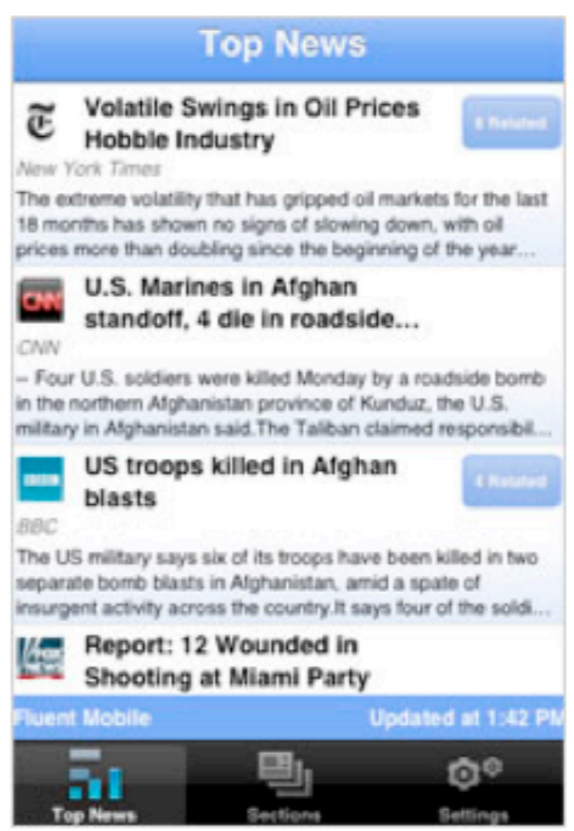 Top News
Volatile Swings in Oil Prices
Hobble Industry
8 Related
New York Times
The extreme volatility that has gripped oil markets for the last
18 months has shown no signs of slowing down, with oil
prices more than doubling since the beginning of the year...
CNN
U.S. Marines in Afghan
standoff, 4 die in roadside...
CNN
-- Four U.S. soldiers were killed Monday by a roadside bomb
in the northern Afghanistan province of Kunduz, the U.S.
military in Afghanistan said.The Taliban claimed responsibil...
BBC
US troops killed in Afghan
blasts
4 Related
BBC
The US military says six of its troops have been killed in two
separate bomb blasts in Afghanistan, amid a spate of
insurgent activity across the country.It says four of the soldi...
Report: 12 Wounded in
Shooting at Miami Party
Fluent Mobile
Updated at 1:42 PM
Top News
Sections
Settings